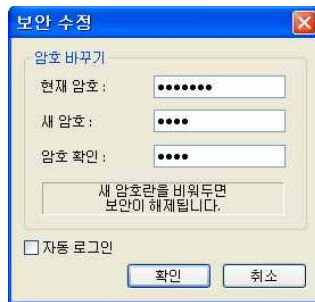 보안 수정
암호 바꾸기
현재 암호 : •••••••
새 암호 : ••••
암호 확인 : ••••
새 암호란을 비워두면
보안이 해제됩니다.
자동 로그인
확인 취소